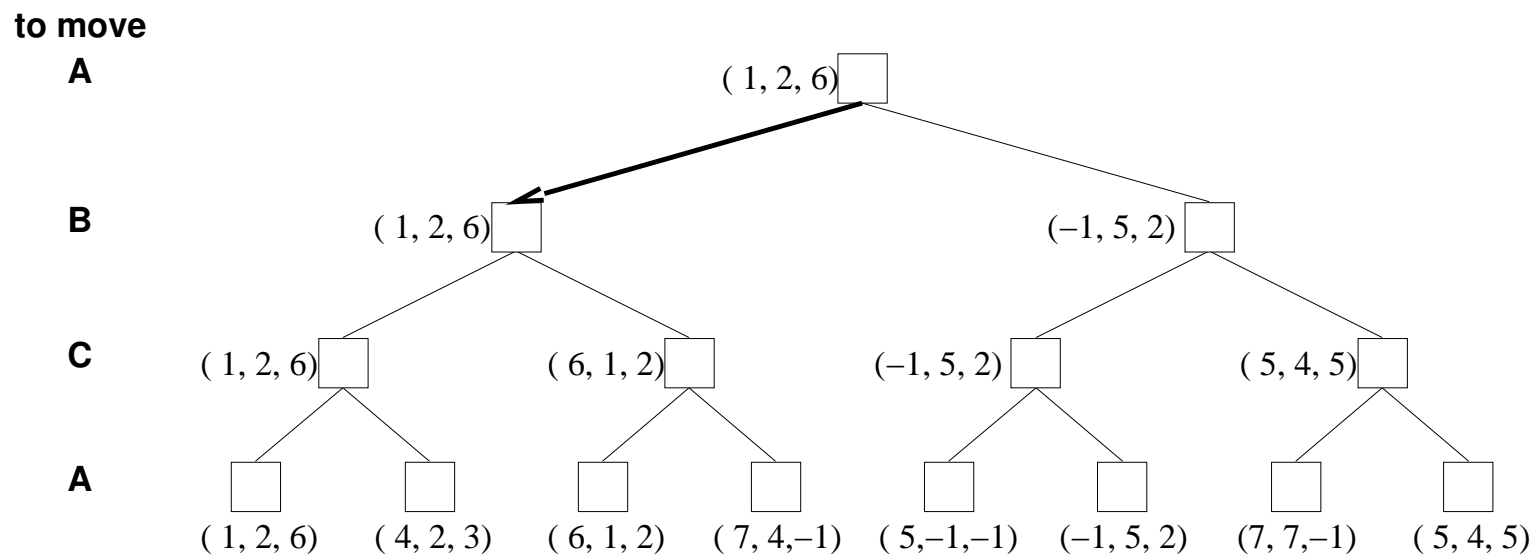 to move
A
( 1, 2, 6)
B
( 1, 2, 6)
(−1, 5, 2)
C
( 1, 2, 6)
( 6, 1, 2)
(−1, 5, 2)
( 5, 4, 5)
A
( 1, 2, 6)
( 4, 2, 3)
( 6, 1, 2)
( 7, 4,−1)
( 5,−1,−1)
(−1, 5, 2)
(7, 7,−1)
( 5, 4, 5)